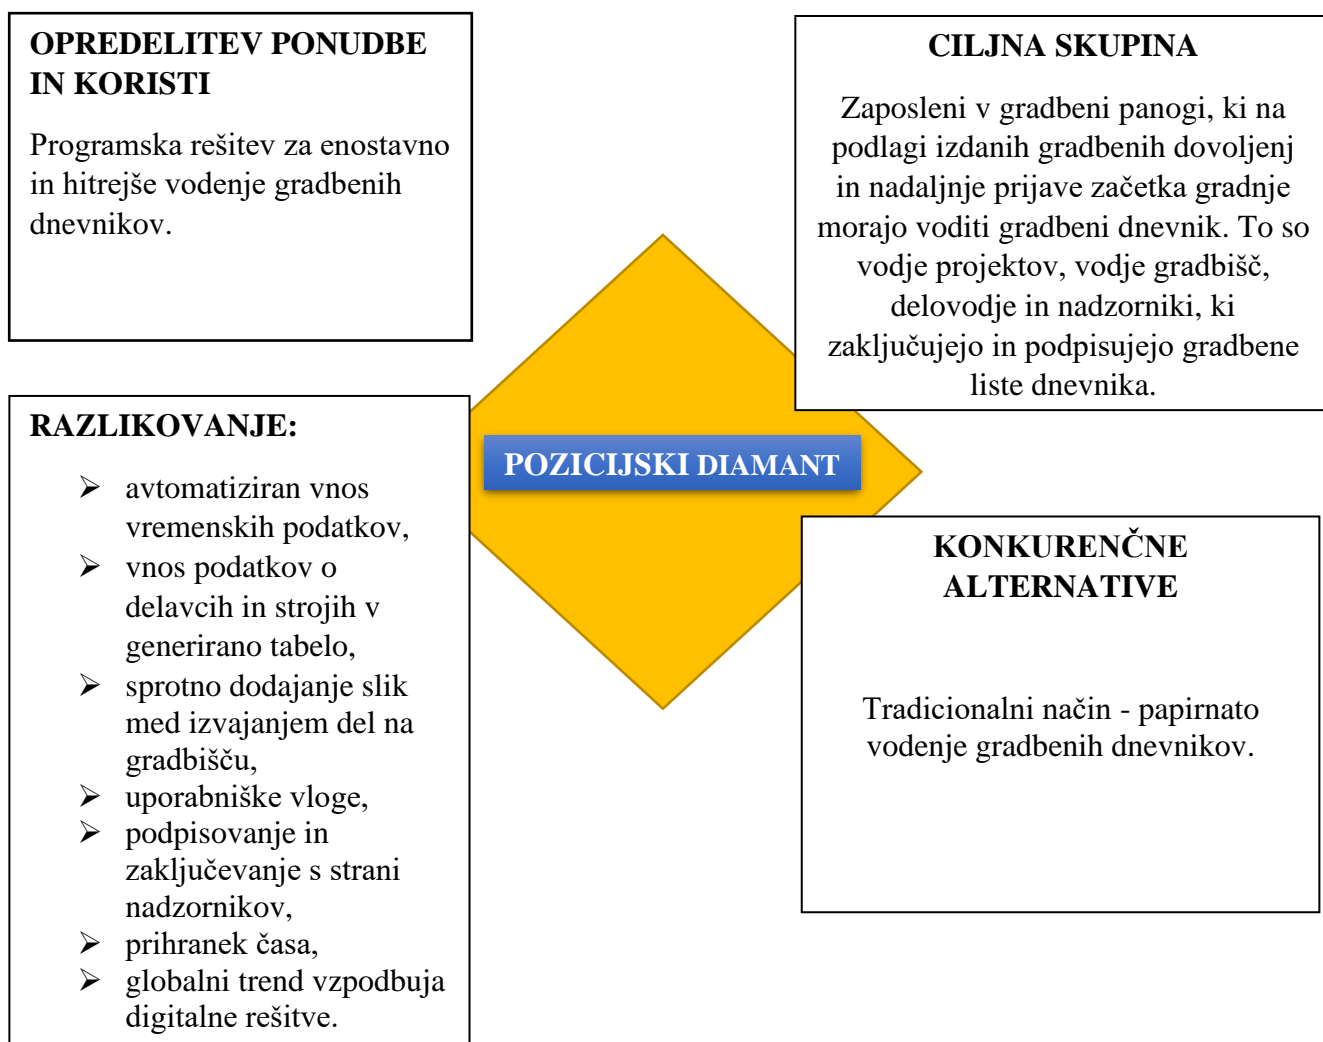 OPREDELITEV PONUDBE
IN KORISTI
Programska rešitev za enostavno
in hitrejše vodenje gradbenih
dnevnikov.
CILJNA SKUPINA
Zaposleni v gradbeni panogi, ki na
podlagi izdanih gradbenih dovoljenj
in nadaljnje prijave začetka gradnje
morajo voditi gradbeni dnevnik. To so
vodje projektov, vodje gradbišč,
delovodje in nadzorniki, ki
zaključujejo in podpisujejo gradbene
liste dnevnika.
RAZLIKOVANJE:
➢ avtomatiziran vnos
vremenskih podatkov,
➢ vnos podatkov o
delavcih in strojih v
generirano tabelo,
➢ sprotno dodajanje slik
med izvajanjem del na
gradbišču,
➢ uporabniške vloge,
➢ podpisovanje in
zaključevanje s strani
nadzornikov,
➢ prihranek časa,
➢ globalni trend vzpodbuja
digitalne rešitve.
POZICIJSKI DIAMANT
KONKURENČNE
ALTERNATIVE
Tradicionalni način - papirnato
vodenje gradbenih dnevnikov.